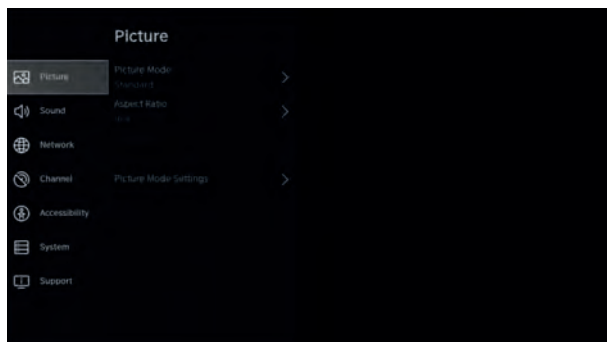 Picture
Picture
Sound
Network
Channel
Accessibility
System
Support
Picture Mode
Standard
Aspect Ratio
Picture Mode Settings